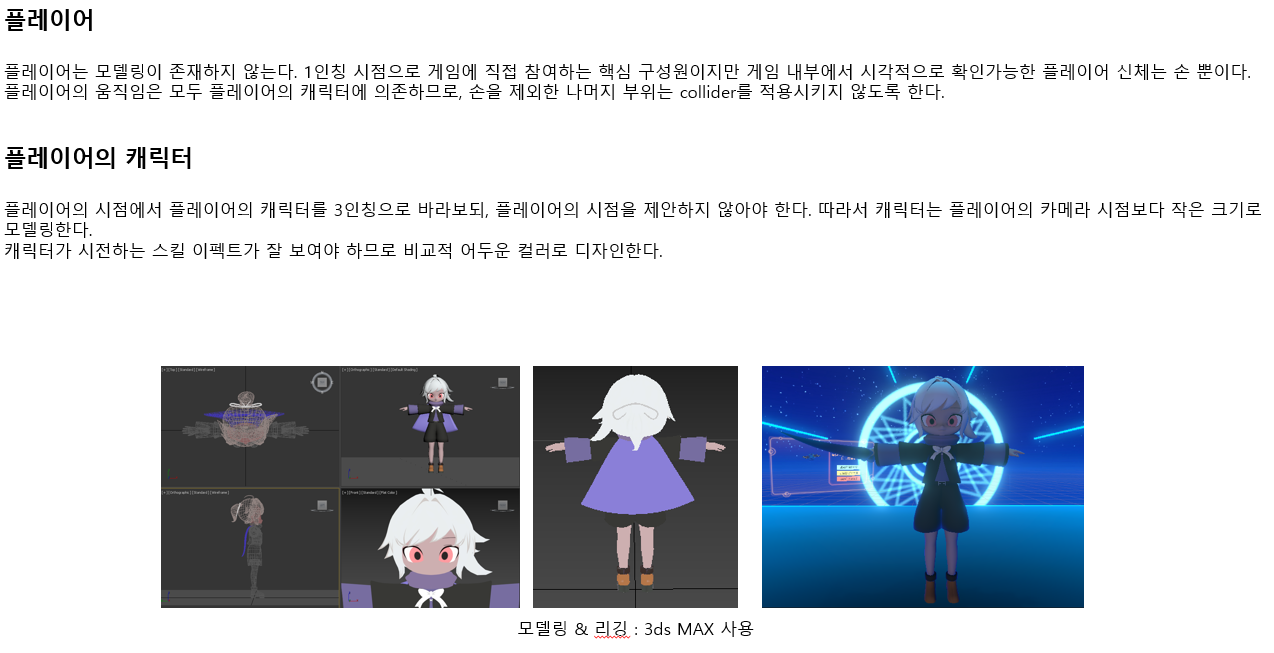 플레이어
플레이어는 모델링이 존재하지 않는다. 1인칭 시점으로 게임에 직접 참여하는 핵심 구성원이지만 게임 내부에서 시각적으로 확인가능한 플레이어 신체는 손 뿐이다.
플레이어의 움직임은 모두 플레이어의 캐릭터에 의존하므로, 손을 제외한 나머지 부위는 collider를 적용시키지 않도록 한다.
플레이어의 캐릭터
플레이어의 시점에서 플레이어의 캐릭터를 3인칭으로 바라보되, 플레이어의 시점을 제안하지 않아야 한다. 따라서 캐릭터는 플레이어의 카메라 시점보다 작은 크기로
모델링한다.
캐릭터가 시전하는 스킬 이펙트가 잘 보여야 하므로 비교적 어두운 컬러로 디자인한다.
모델링 & 리깅 : 3ds MAX 사용